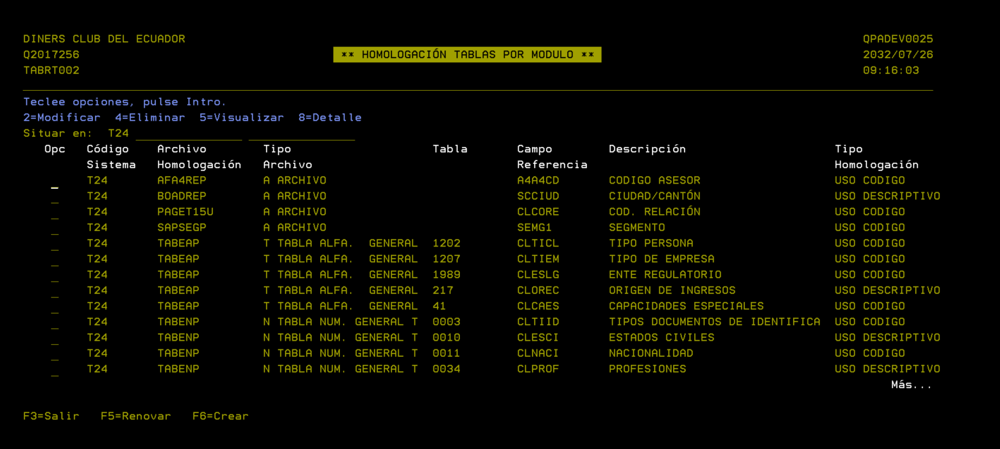 DINERS CLUB DEL ECUADOR QPADEV0025
Q2017256 ** HOMOLOGACIÓN TABLAS POR MODULO ** 2032/07/26
TABRT002 09:16:03
Teclee opciones, pulse Intro.
2=Modificar 4=Eliminar 5=Visualizar 8=Detalle
Situar en: T24
Opc Código Archivo Tipo Tabla Campo Descripción Tipo
Sistema Homologación Archivo Referencia Homologación
T24 AFA4REP A ARCHIVO A4A4CD CODIGO ASESOR USO CODIGO
T24 BOADREP A ARCHIVO SCCIUD CIUDAD/CANTÓN USO DESCRIPTIVO
T24 PAGET15U A ARCHIVO CLCORE COD. RELACIÓN USO CODIGO
T24 SAPSEGP A ARCHIVO SEMG1 SEGMENTO USO CODIGO
T24 TABEAP T TABLA ALFA. GENERAL 1202 CLTICL TIPO PERSONA USO CODIGO
T24 TABEAP T TABLA ALFA. GENERAL 1207 CLTIEM TIPO DE EMPRESA USO CODIGO
T24 TABEAP T TABLA ALFA. GENERAL 1989 CLESLG ENTE REGULATORIO USO CODIGO
T24 TABEAP T TABLA ALFA. GENERAL 217 CLOREC ORIGEN DE INGRESOS USO DESCRIPTIVO
T24 TABEAP T TABLA ALFA. GENERAL 41 CLCAES CAPACIDADES ESPECIALES USO CODIGO
T24 TABENP N TABLA NUM. GENERAL T 0003 CLTIID TIPOS DOCUMENTOS DE IDENTIFICA USO CODIGO
T24 TABENP N TABLA NUM. GENERAL T 0010 CLESCI ESTADOS CIVILES USO DESCRIPTIVO
T24 TABENP N TABLA NUM. GENERAL T 0011 CLNACI NACIONALIDAD USO CODIGO
T24 TABENP N TABLA NUM. GENERAL T 0034 CLPROF PROFESIONES USO DESCRIPTIVO
Más...
F3=Salir F5=Renovar F6=Crear